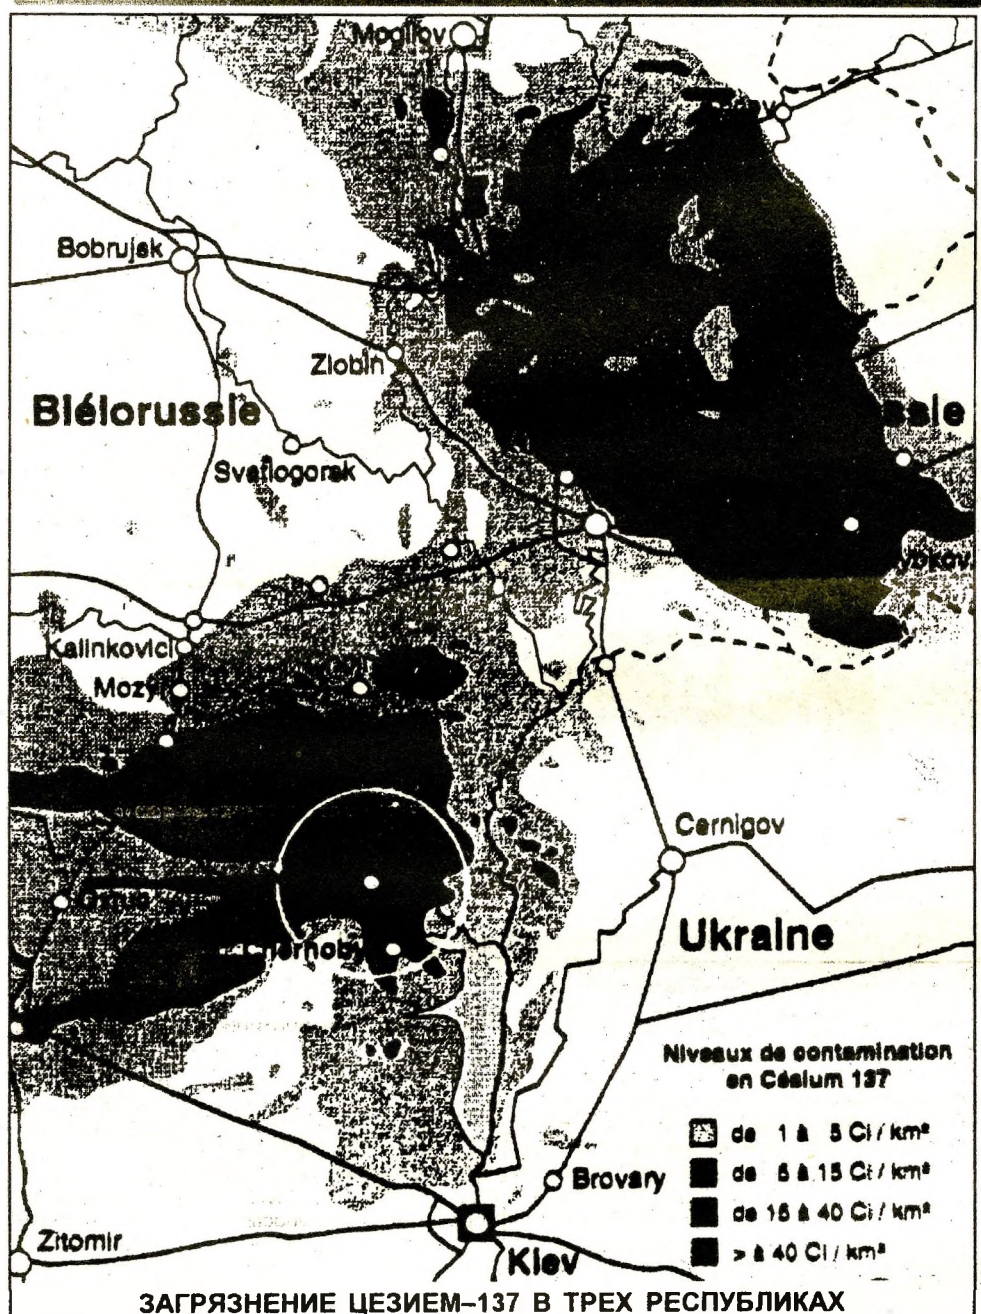 Mogilov
Bobrujsk
Zlobin
Biélorussie
ssie
Svetlogorsk
Kalinkovici
Mozyr
Cernigov
Chernoby
Ukraine
Niveaux de contamination
en Césium 137
de 1 à 5 Ci / km²
de 5 à 15 Ci / km²
de 15 à 40 Ci / km²
> à 40 Ci / km²
Brovary
Zitomir
Kiev
ЗАГРЯЗНЕНИЕ ЦЕЗИЕМ–137 В ТРЕХ РЕСПУБЛИКАХ